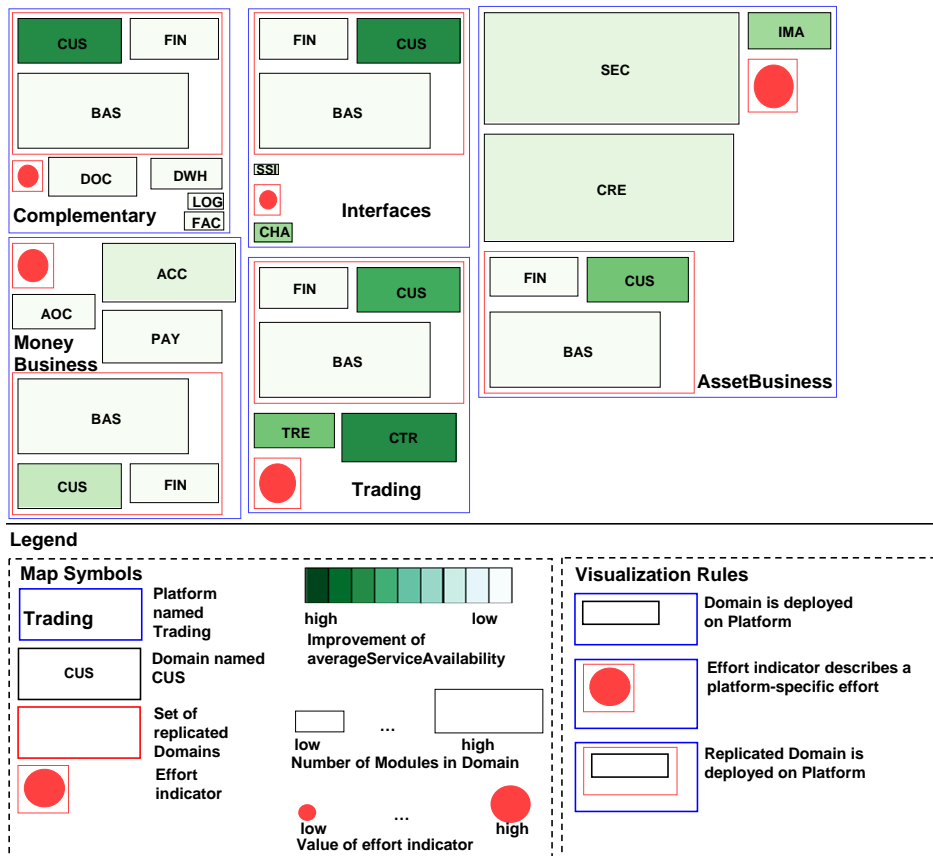 CUS
FIN
BAS
DOC
DWH
LOG
FAC
Complementary
FIN
CUS
BAS
SSI
CHA
Interfaces
SEC
IMA
CRE
FIN
CUS
BAS
AssetBusiness
ACC
AOC
PAY
Money
Business
BAS
CUS
FIN
FIN
CUS
BAS
TRE
CTR
Trading
Legend
Map Symbols
Trading
Platform
named
Trading
CUS
Domain named
CUS
Set of
replicated
Domains
Effort
indicator
high
low
Improvement of
averageServiceAvailability
...
low
high
Number of Modules in Domain
...
low
high
Value of effort indicator
Visualization Rules
Domain is deployed
on Platform
Effort indicator describes a
platform-specific effort
Replicated Domain is
deployed on Platform